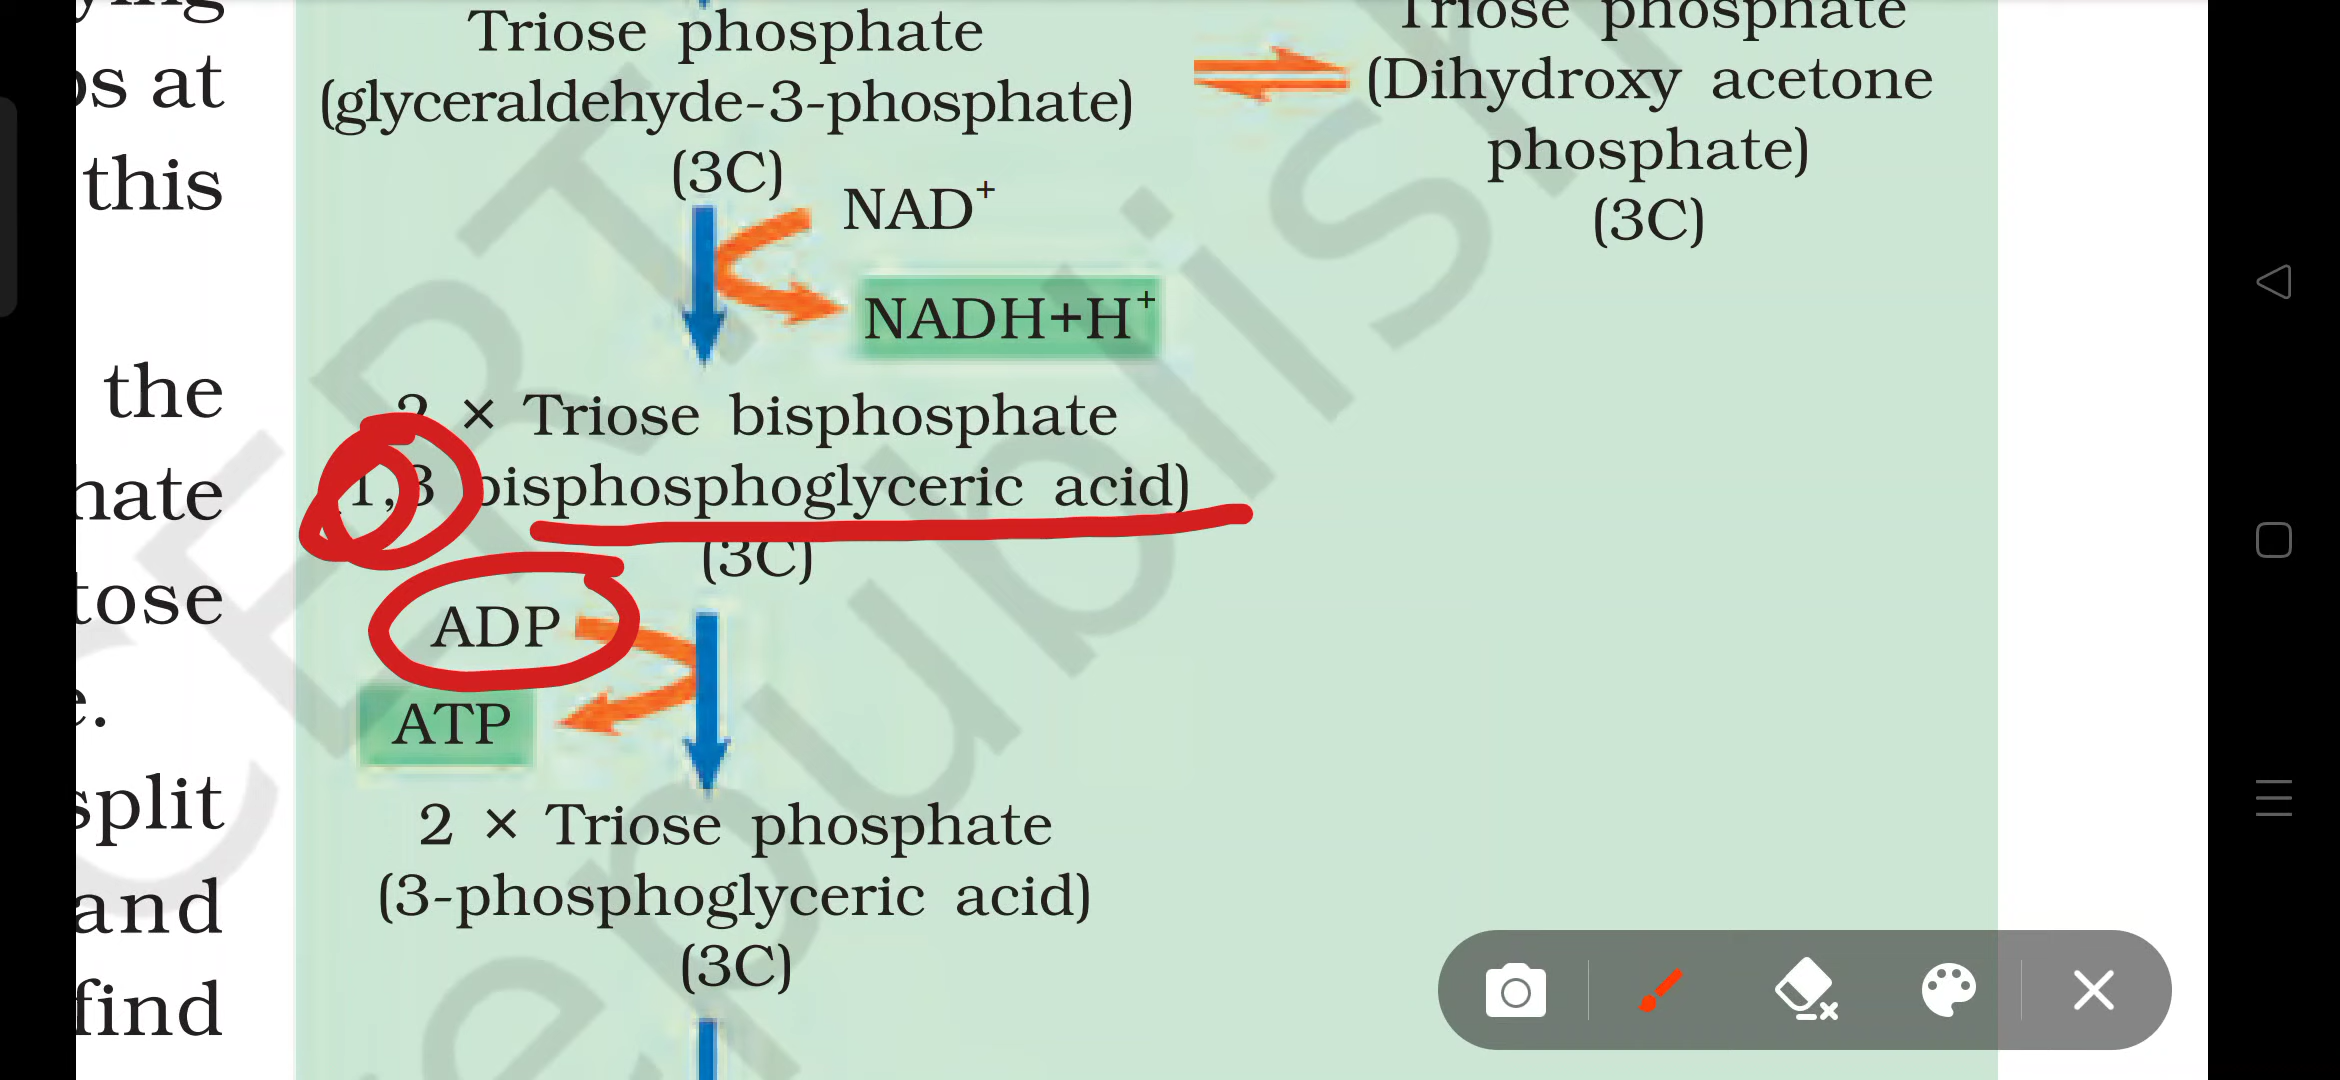 ying
Triose phosphate
Triose phosphate
os at
(glyceraldehyde-3-phosphate)
(Dihydroxy acetone
phosphate)
this
(3C)
NAD+
(3C)
NADH+H+
the
2 × Triose bisphosphate
hate
(1,3 bisphosphoglyceric acid)
(3C)
tose
ADP
e.
ATP
split
2 × Triose phosphate
and
(3-phosphoglyceric acid)
(3C)
find